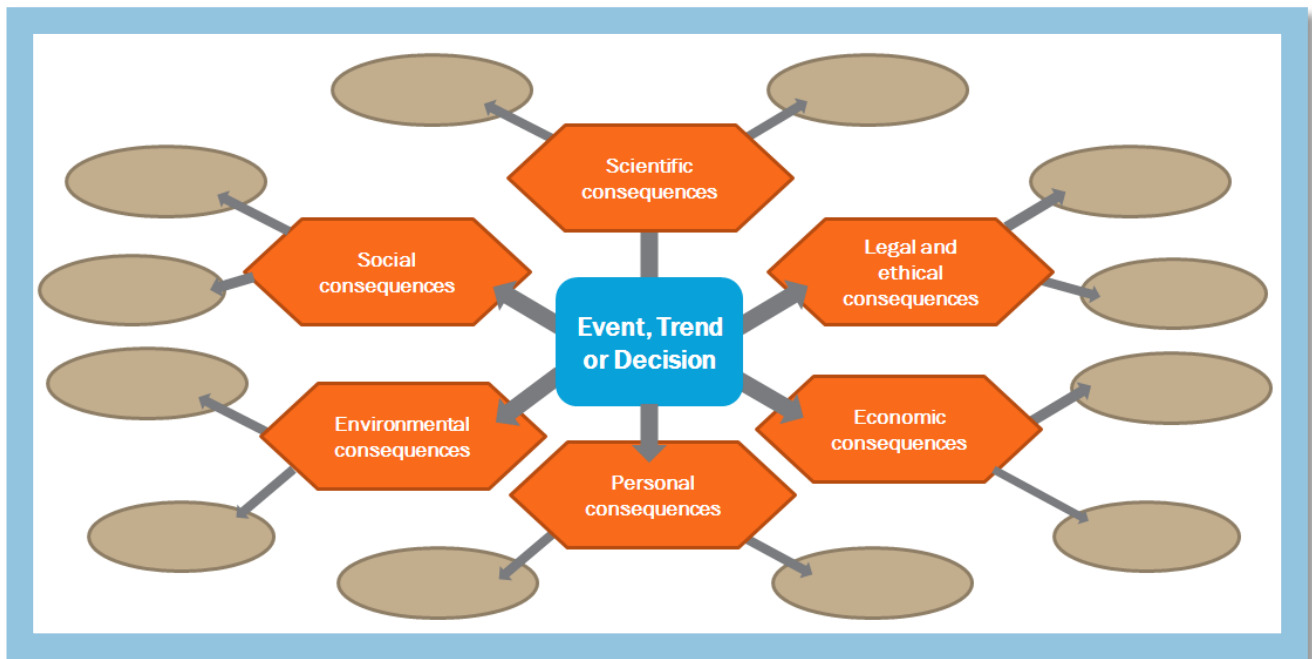 Scientific
consequences
Social
consequences
Legal and
ethical
consequences
Event, Trend
or Decision
Environmental
consequences
Economic
consequences
Personal
consequences